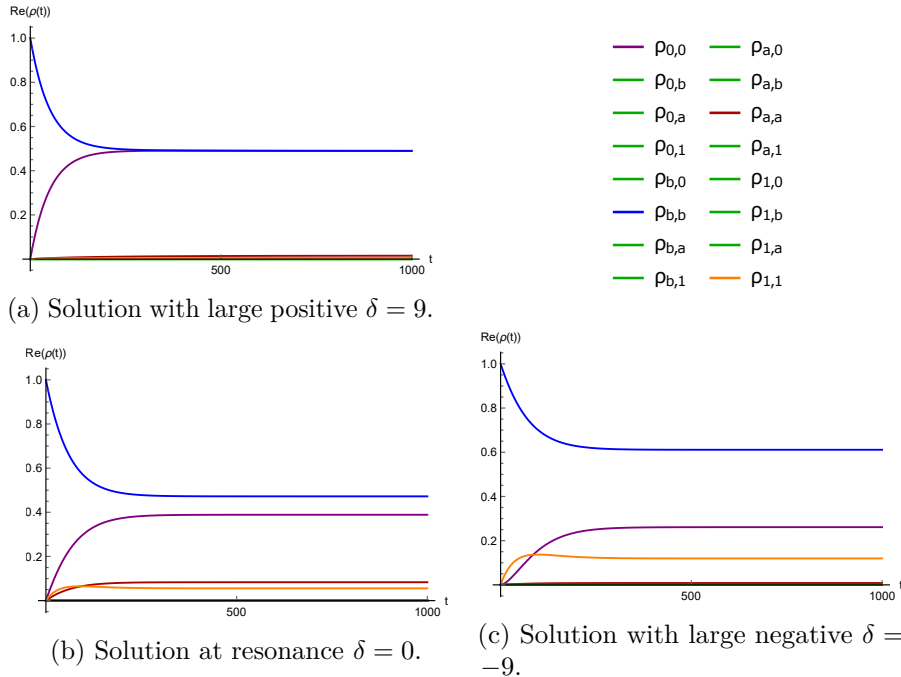 Re(ρ(t))
1.0
0.8
0.6
0.4
0.2
500
1000
t
(a) Solution with large positive δ = 9.
ρ0,0
ρ0,b
ρ0,a
ρ0,1
ρb,0
ρb,b
ρb,a
ρb,1
ρa,0
ρa,b
ρa,a
ρa,1
ρ1,0
ρ1,b
ρ1,a
ρ1,1
Re(ρ(t))
1.0
0.8
0.6
0.4
0.2
500
1000
t
(b) Solution at resonance δ = 0.
Re(ρ(t))
1.0
0.8
0.6
0.4
0.2
500
1000
t
(c) Solution with large negative δ =
−9.